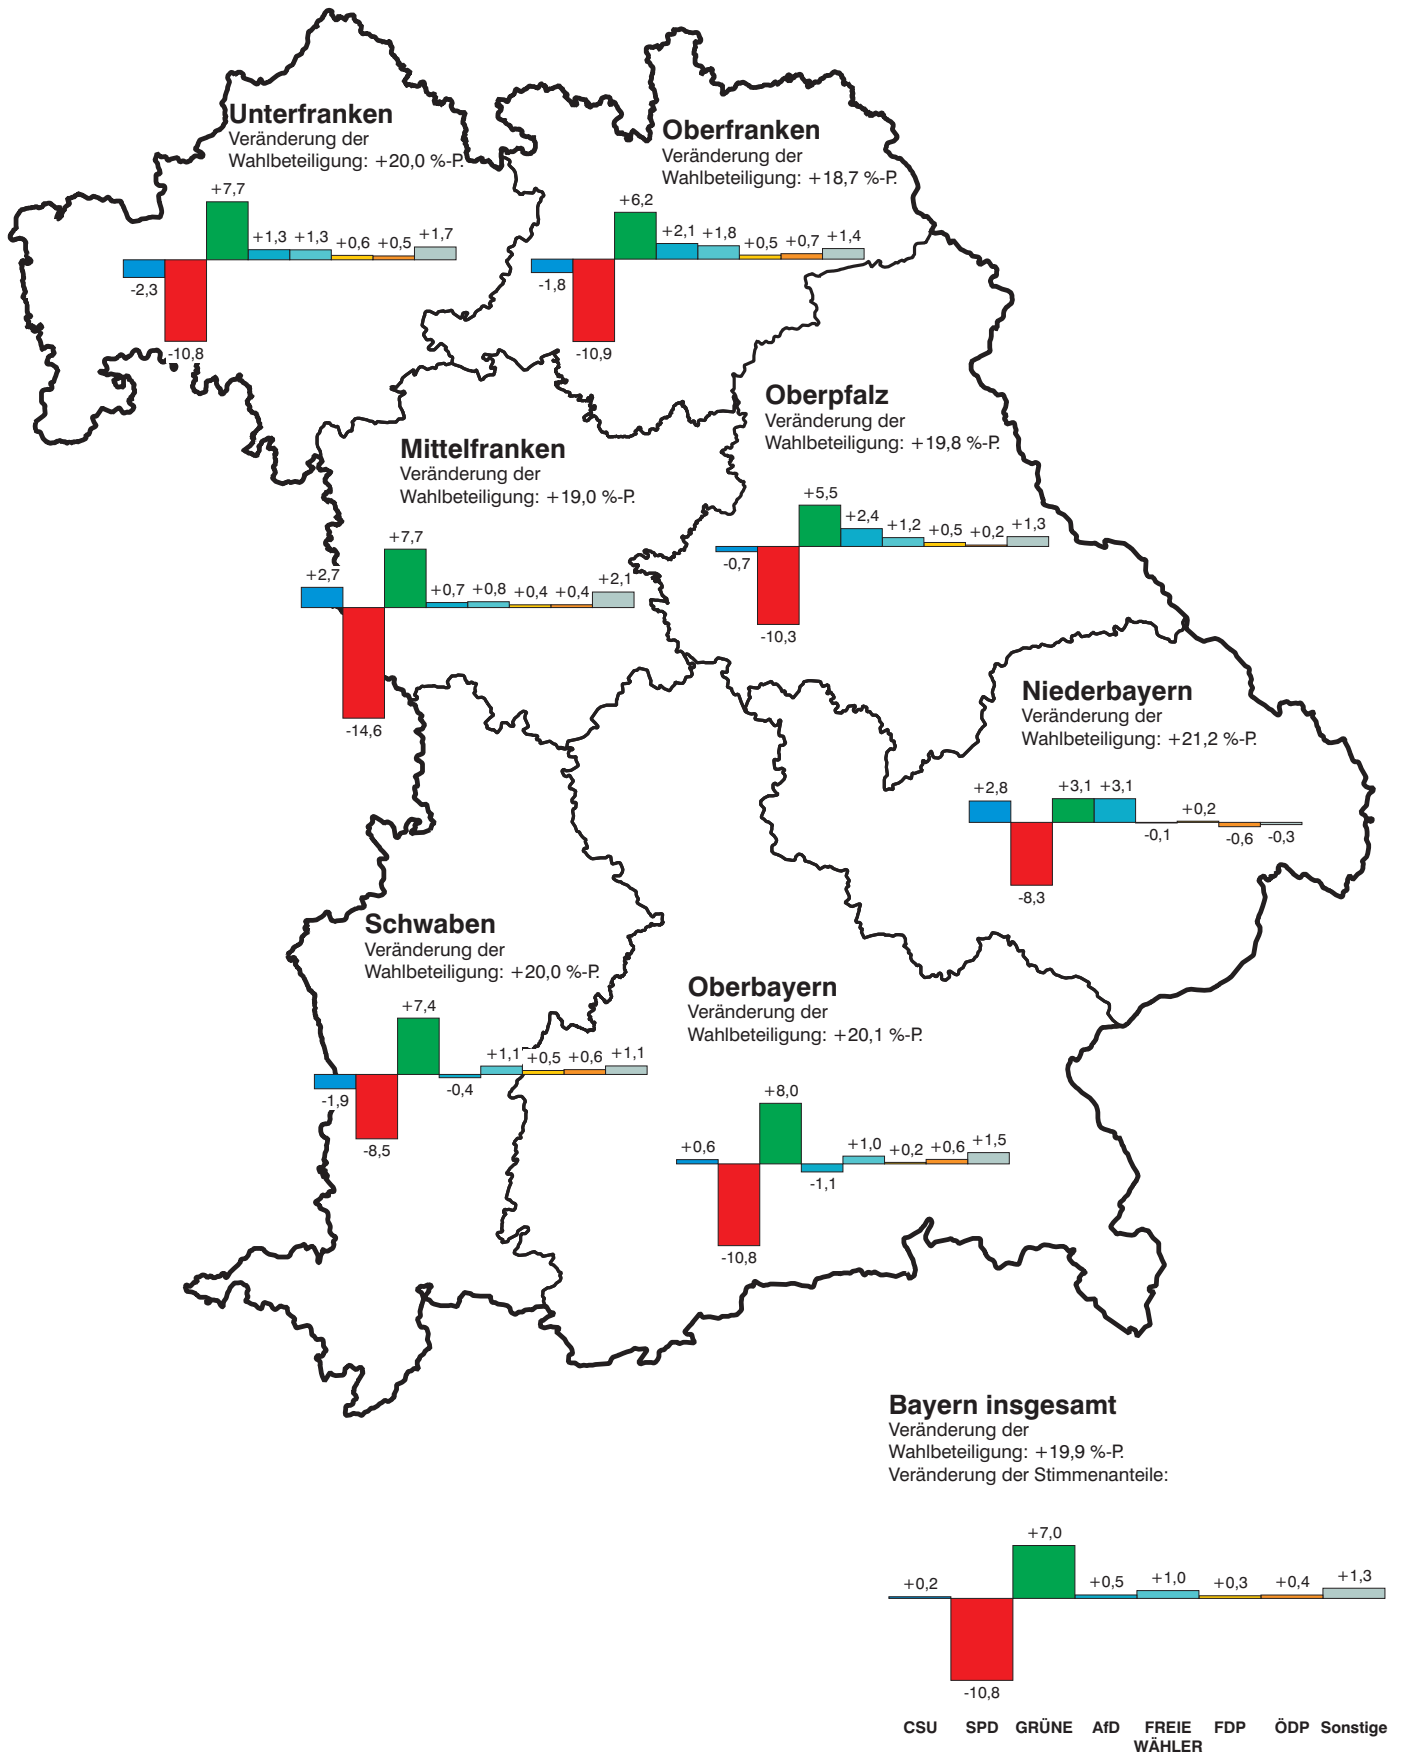 Unterfranken
Veränderung der
Wahlbeteiligung: +20,0 %-P.
+7,7
+1,3 +1,3 +0,6 +0,5 +1,7
-2,3
-10,8
Oberfranken
Veränderung der
Wahlbeteiligung: +18,7 %-P.
+6,2
+2,1 +1,8 +0,5 +0,7 +1,4
-1,8
-10,9
Oberpfalz
Veränderung der
Wahlbeteiligung: +19,8 %-P.
+5,5
+2,4 +1,2 +0,5 +0,2 +1,3
-0,7
-10,3
Mittelfranken
Veränderung der
Wahlbeteiligung: +19,0 %-P.
+7,7
+2,7 +0,7 +0,8 +0,4 +0,4 +2,1
-14,6
Niederbayern
Veränderung der
Wahlbeteiligung: +21,2 %-P.
+2,8 +3,1 +3,1
+0,2
-0,1 -0,6 -0,3
-8,3
Schwaben
Veränderung der
Wahlbeteiligung: +20,0 %-P.
+7,4
+1,1 +0,5 +0,6 +1,1
-1,9 -0,4
-8,5
Oberbayern
Veränderung der
Wahlbeteiligung: +20,1 %-P.
+8,0
+0,6 +1,0 +0,2 +0,6 +1,5
-1,1
-10,8
Bayern insgesamt
Veränderung der
Wahlbeteiligung: +19,9 %-P.
Veränderung der Stimmenanteile:
+7,0
+0,2 +0,5 +1,0 +0,3 +0,4 +1,3
-10,8
CSU SPD GRÜNE AfD FREIE FDP ÖDP Sonstige
WÄHLER